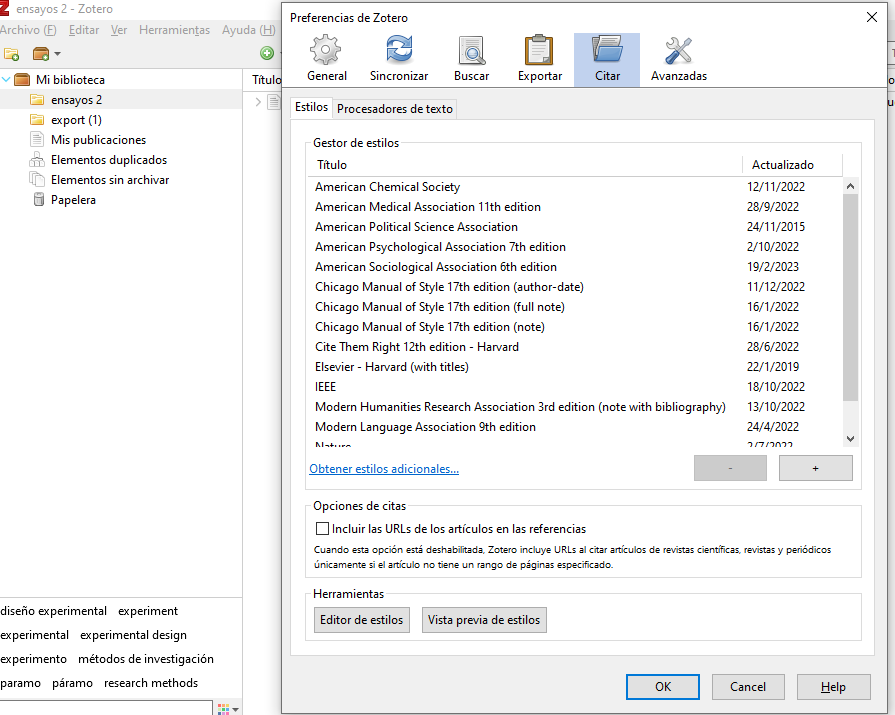 ensayos 2 - Zotero
Archivo (F) Editar Ver Herramientas Ayuda (H)
Mi biblioteca
ensayos 2
export (1)
Mis publicaciones
Elementos duplicados
Elementos sin archivar
Papelera
Título
diseño experimental experiment
experimental experimental design
experimento métodos de investigación
paramo páramo research methods
Preferencias de Zotero
General Sincronizar Buscar Exportar Citar Avanzadas
Estilos Procesadores de texto
Gestor de estilos
Título Actualizado
American Chemical Society 12/11/2022
American Medical Association 11th edition 28/9/2022
American Political Science Association 24/11/2015
American Psychological Association 7th edition 2/10/2022
American Sociological Association 6th edition 19/2/2023
Chicago Manual of Style 17th edition (author-date) 11/12/2022
Chicago Manual of Style 17th edition (full note) 16/1/2022
Chicago Manual of Style 17th edition (note) 16/1/2022
Cite Them Right 12th edition - Harvard 28/6/2022
Elsevier - Harvard (with titles) 22/1/2019
IEEE 18/10/2022
Modern Humanities Research Association 3rd edition (note with bibliography) 13/10/2022
Modern Language Association 9th edition 24/4/2022
Nature 2/7/2022
Obtener estilos adicionales... - +
Opciones de citas
Incluir las URLs de los artículos en las referencias
Cuando esta opción está deshabilitada, Zotero incluye URLs al citar artículos de revistas científicas, revistas y periódicos
únicamente si el artículo no tiene un rango de páginas especificado.
Herramientas
Editor de estilos Vista previa de estilos
OK Cancel Help